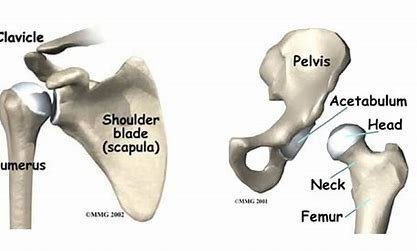 Clavicle
Shoulder
blade
(scapula)
umerus
©MMG 2002
Pelvis
Acetabulum
Head
Neck
Femur
©MMG 2001